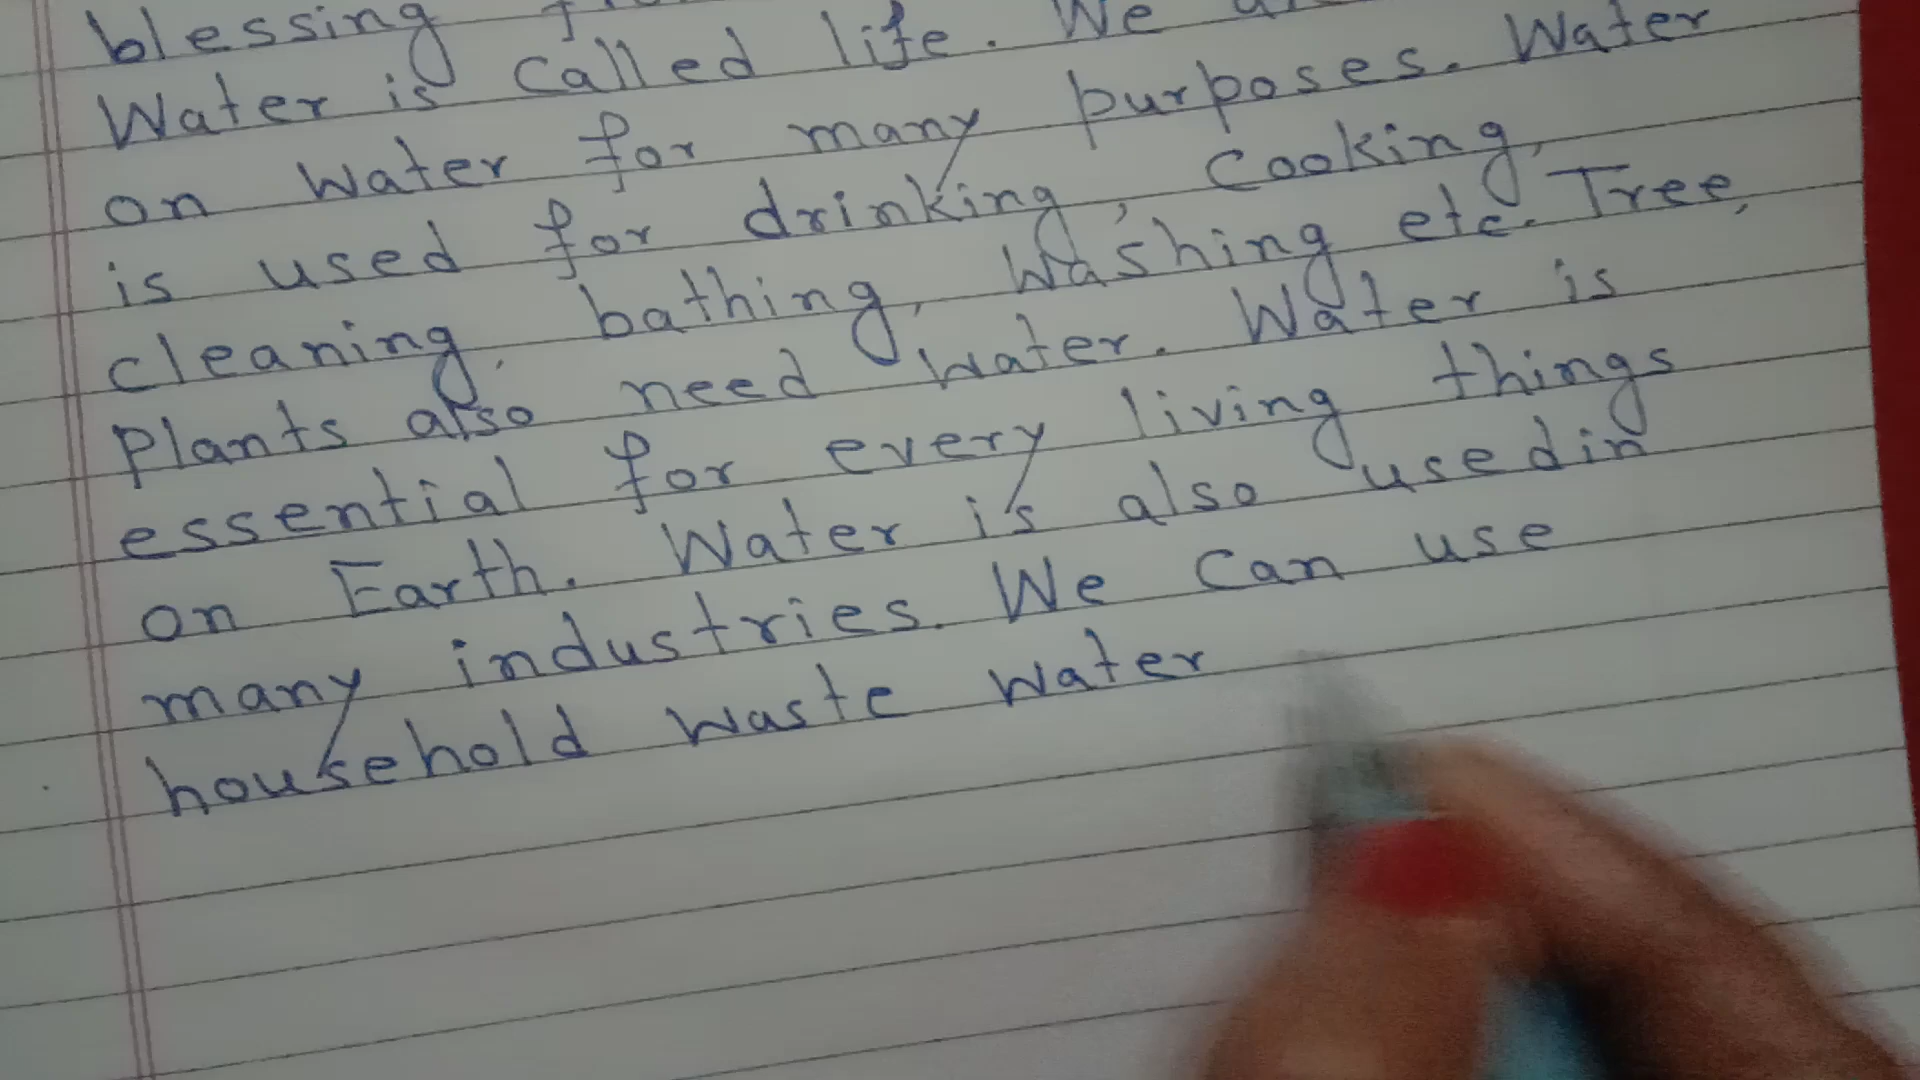 blessing
Water is called life. We
on water for many purposes. Water
is used for drinking, cooking,
cleaning, bathing, washing etc. Tree,
Plants also need water. Water is
essential for every living things
on Earth. Water is also used in
many industries. We can use
household waste water